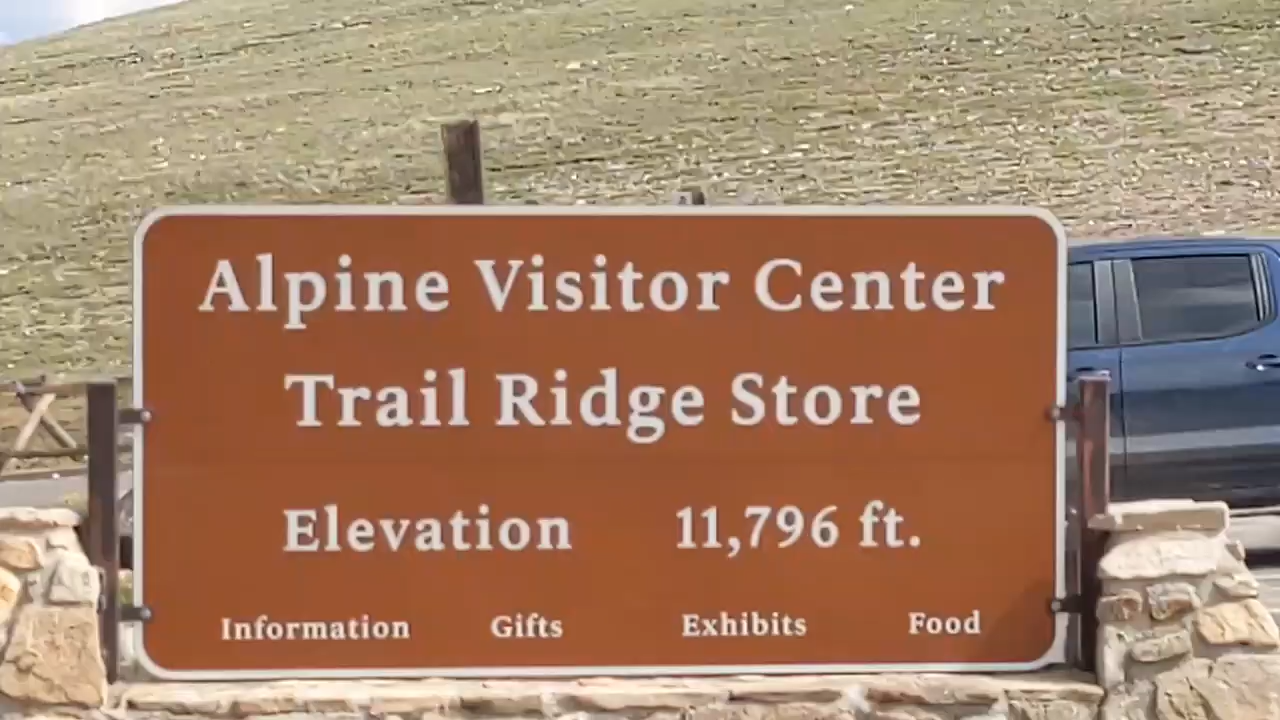 Alpine Visitor Center
Trail Ridge Store
Elevation 11,796 ft.
Information Gifts Exhibits Food